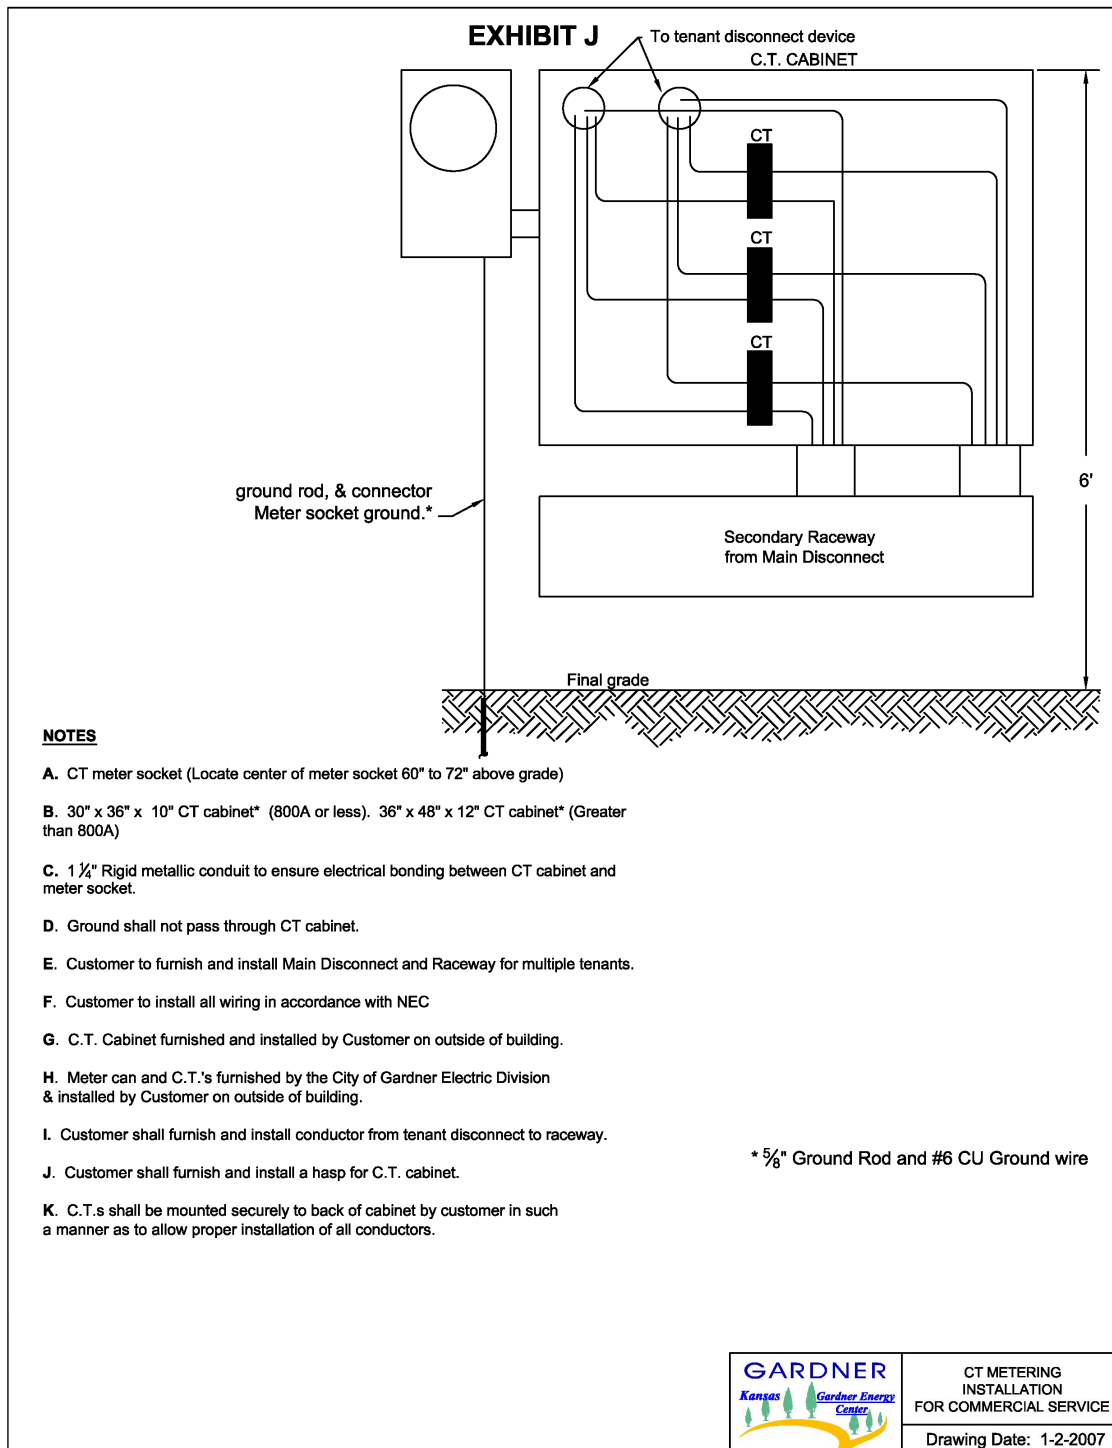 EXHIBIT J
To tenant disconnect device
C.T. CABINET
CT
CT
CT
6'
ground rod, & connector
Meter socket ground.*
Secondary Raceway
from Main Disconnect
Final grade
NOTES
A. CT meter socket (Locate center of meter socket 60" to 72" above grade)
B. 30" x 36" x 10" CT cabinet* (800A or less). 36" x 48" x 12" CT cabinet* (Greater
than 800A)
C. 1 ¼" Rigid metallic conduit to ensure electrical bonding between CT cabinet and
meter socket.
D. Ground shall not pass through CT cabinet.
E. Customer to furnish and install Main Disconnect and Raceway for multiple tenants.
F. Customer to install all wiring in accordance with NEC
G. C.T. Cabinet furnished and installed by Customer on outside of building.
H. Meter can and C.T.'s furnished by the City of Gardner Electric Division
& installed by Customer on outside of building.
I. Customer shall furnish and install conductor from tenant disconnect to raceway.
J. Customer shall furnish and install a hasp for C.T. cabinet.
K. C.T.s shall be mounted securely to back of cabinet by customer in such
a manner as to allow proper installation of all conductors.
* ⅝" Ground Rod and #6 CU Ground wire
GARDNER
Kansas
Gardner Energy
Center
CT METERING
INSTALLATION
FOR COMMERCIAL SERVICE
Drawing Date: 1-2-2007